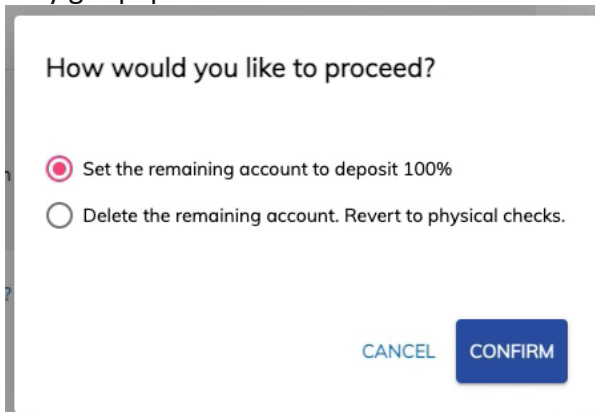 How would you like to proceed?
Set the remaining account to deposit 100%
Delete the remaining account. Revert to physical checks.
?
CANCEL CONFIRM